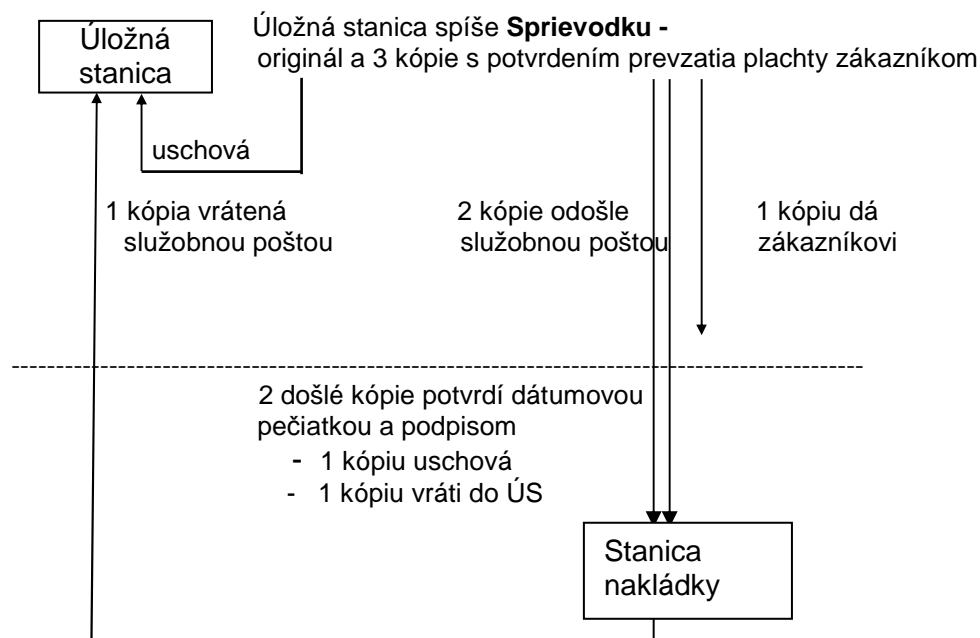 Úložná
stanica
Úložná stanica spíše Sprievodku -
originál a 3 kópie s potvrdením prevzatia plachty zákazníkom
uschová
1 kópia vrátená
služobnou poštou
2 kópie odošle
služobnou poštou
1 kópiu dá
zákazníkovi
2 došlé kópie potvrdí dátumovou
pečiatkou a podpisom
- 1 kópiu uschová
- 1 kópiu vráti do ÚS
Stanica
nakládky